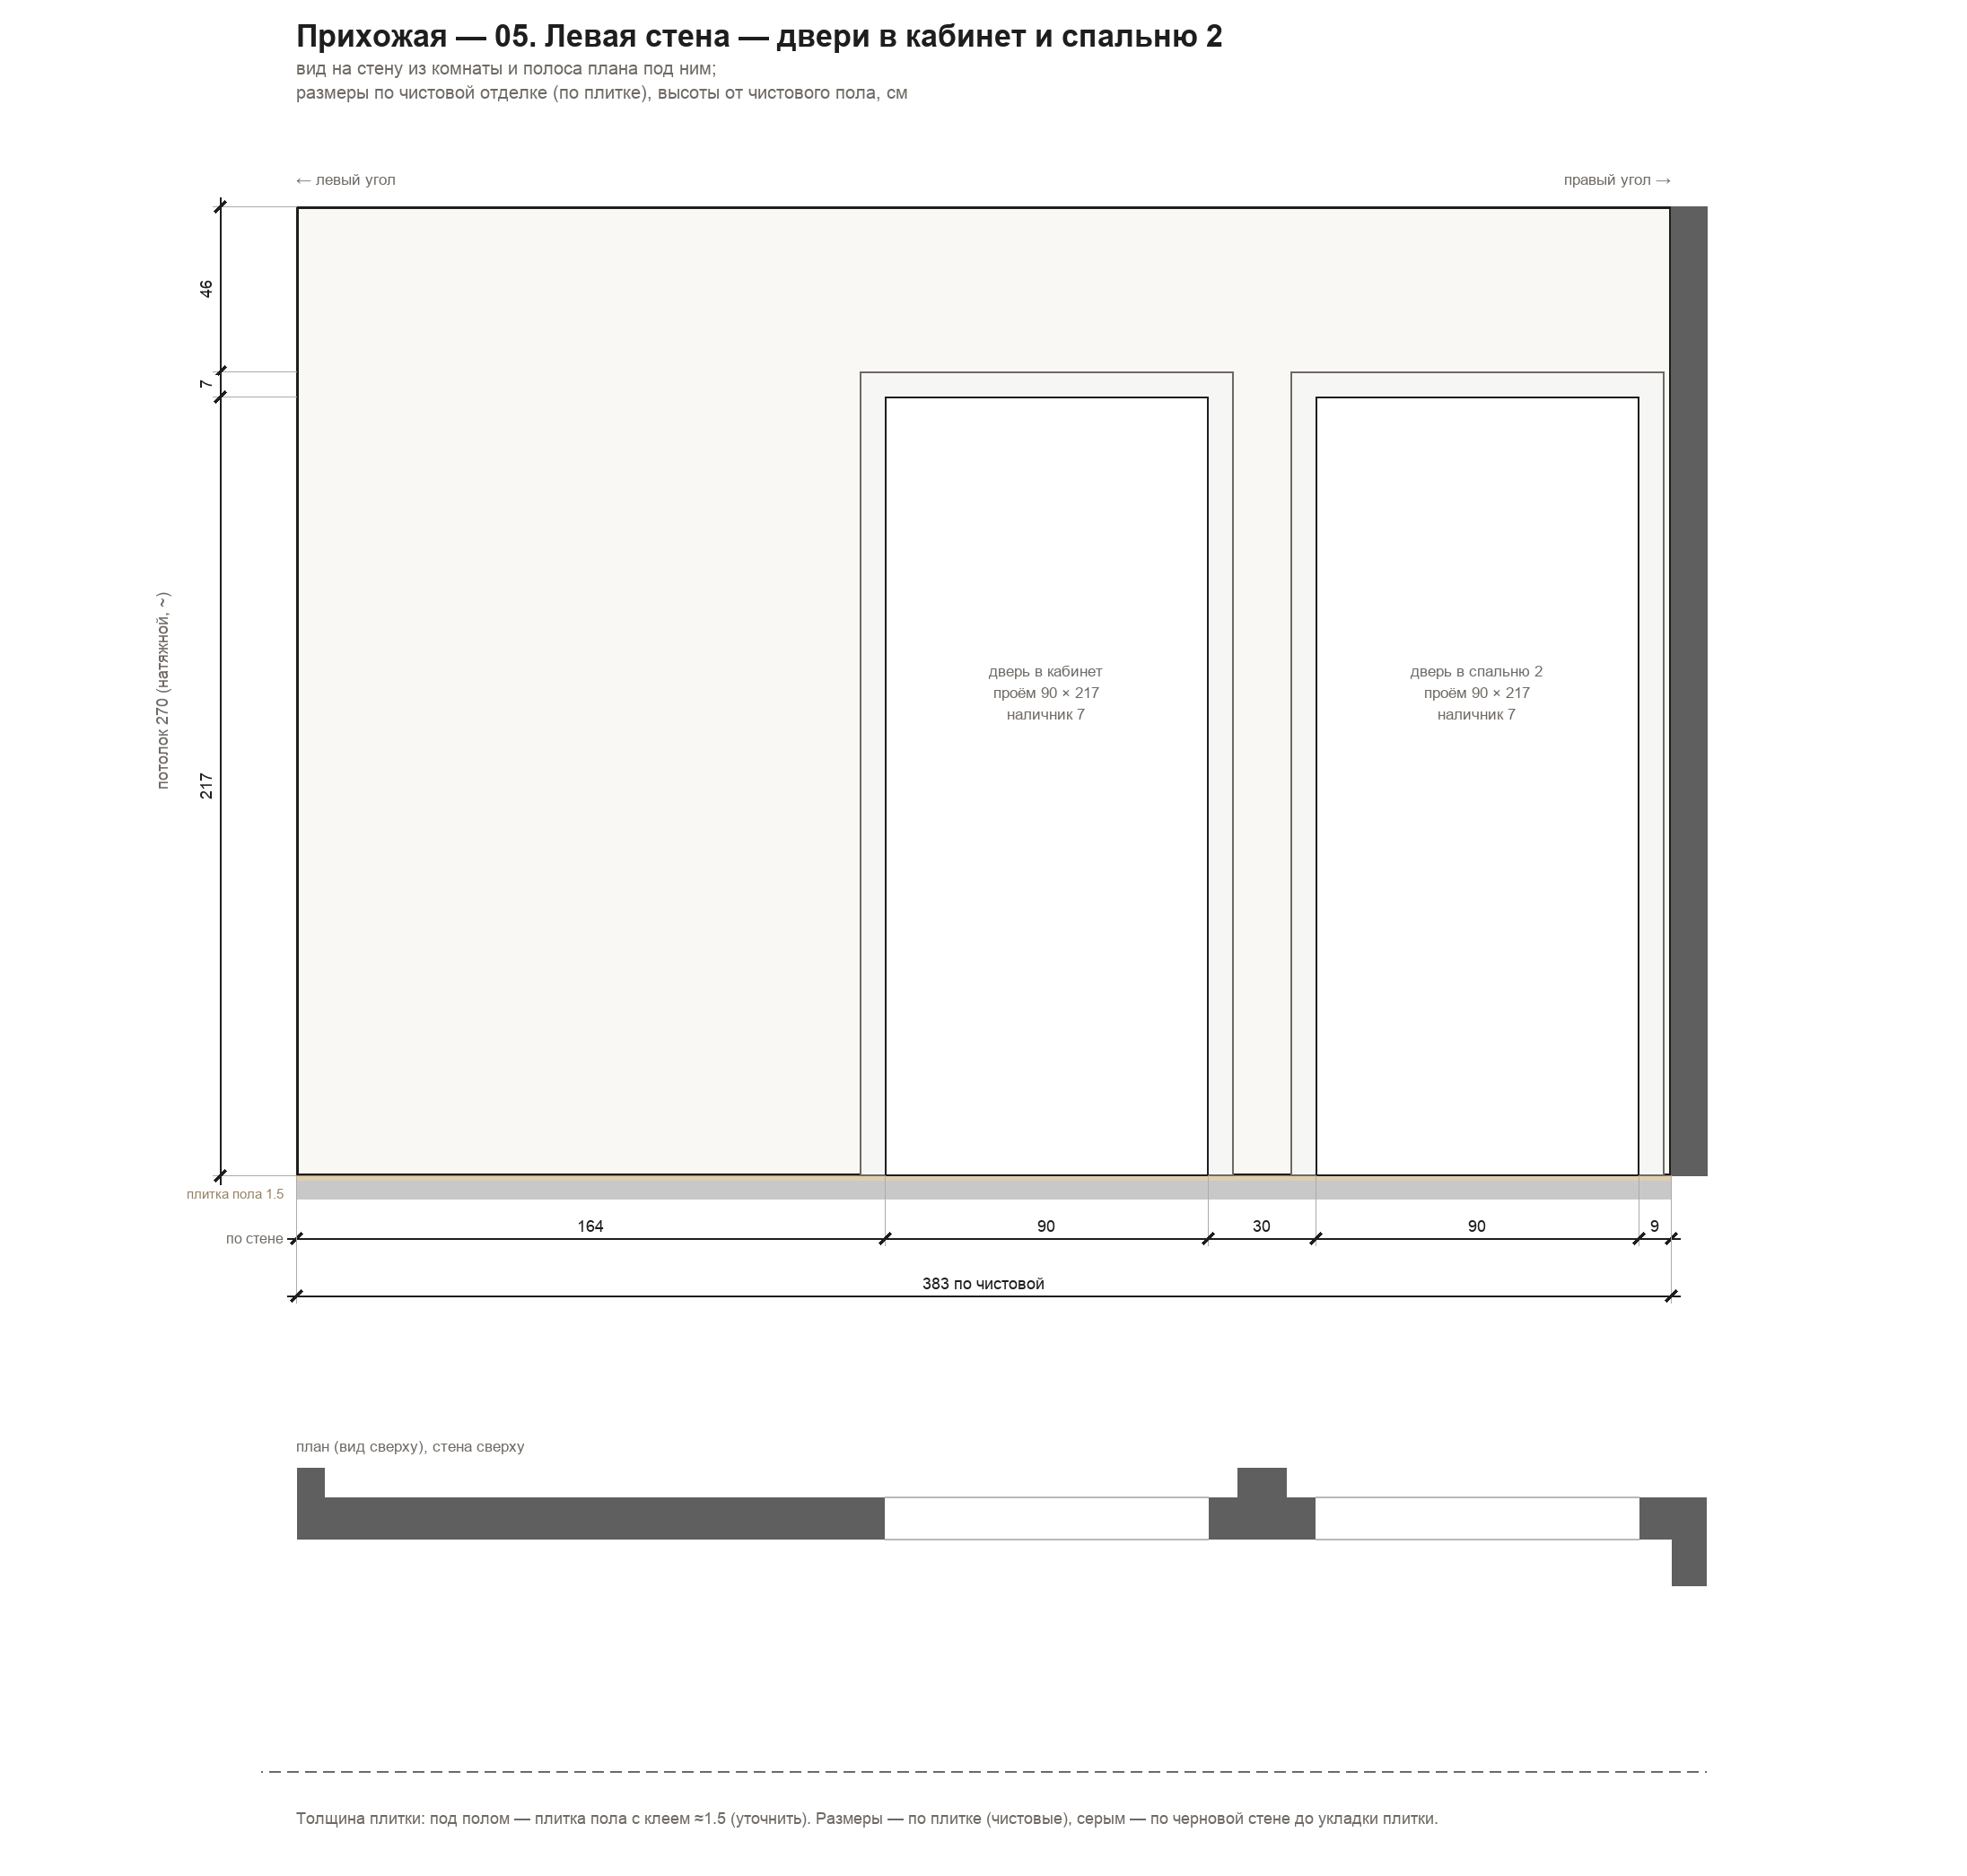 Прихожая — 05. Левая стена — двери в кабинет и спальню 2
вид на стену из комнаты и полоса плана под ним;
размеры по чистовой отделке (по плитке), высоты от чистового пола, см
← левый угол
правый угол →
46
7
217
потолок 270 (натяжной, ~)
дверь в кабинет
проём 90 × 217
наличник 7
дверь в спальню 2
проём 90 × 217
наличник 7
плитка пола 1.5
по стене
164
90
30
90
9
383 по чистовой
план (вид сверху), стена сверху
Толщина плитки: под полом — плитка пола с клеем ≈1.5 (уточнить). Размеры — по плитке (чистовые), серым — по черновой стене до укладки плитки.